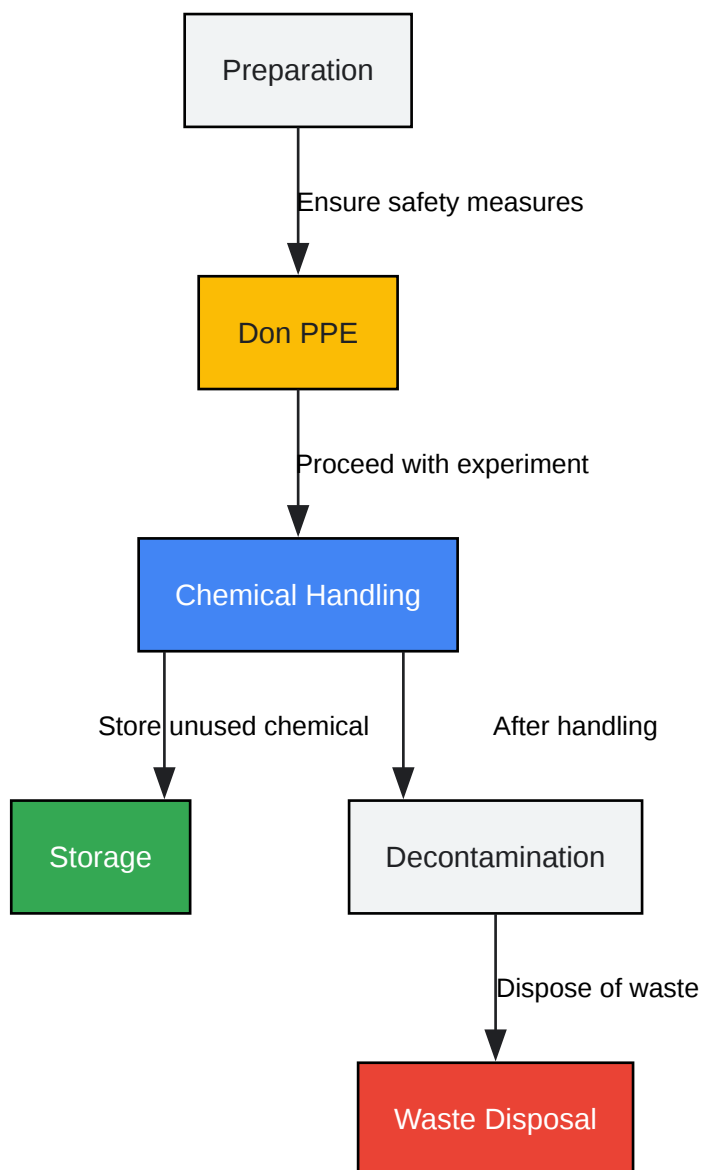 Preparation
Ensure safety measures
Don PPE
Proceed with experiment
Chemical Handling
Store unused chemical
After handling
Storage
Decontamination
Dispose of waste
Waste Disposal